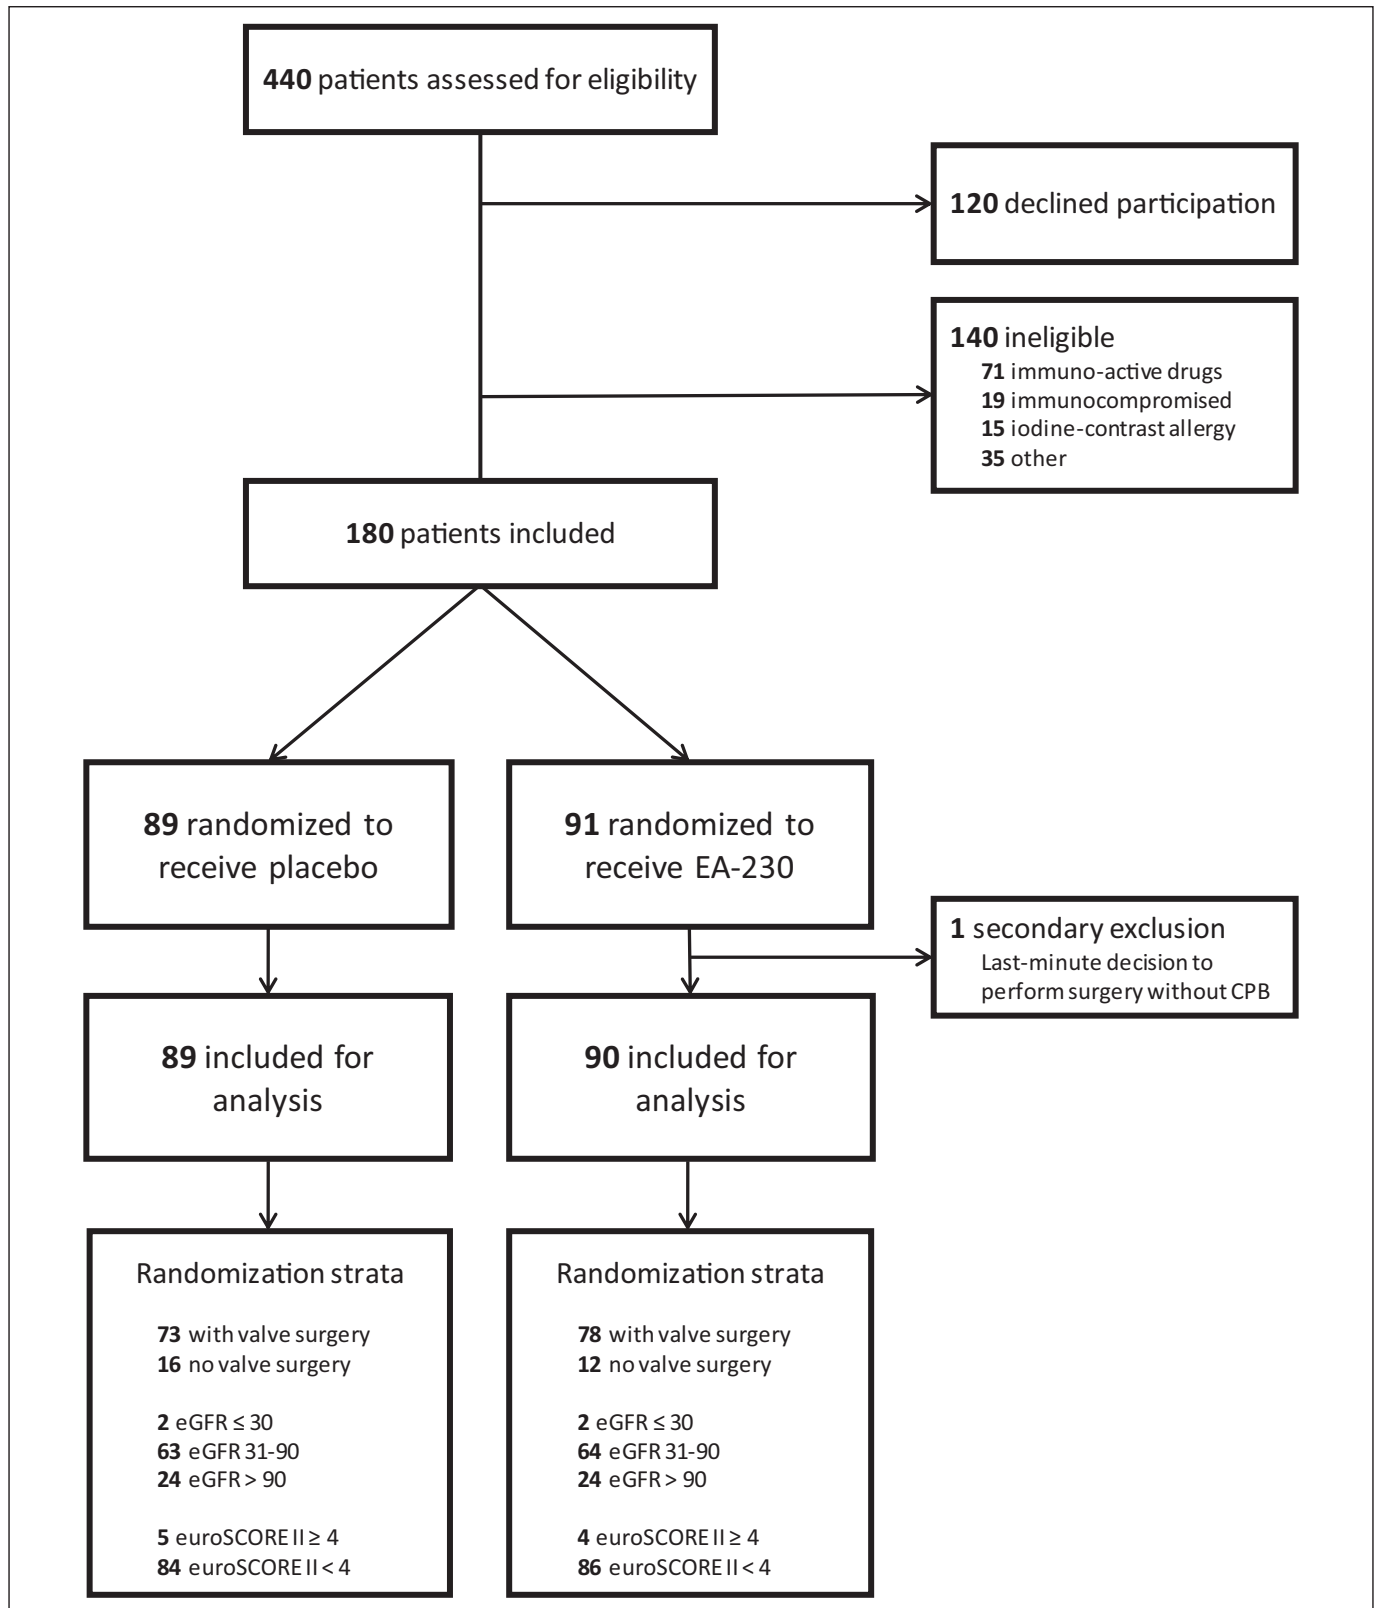 440 patients assessed for eligibility
120 declined participation
140 ineligible
71 immuno-active drugs
19 immunocompromised
15 iodine-contrast allergy
35 other
180 patients included
89 randomized to
receive placebo
91 randomized to
receive EA-230
1 secondary exclusion
Last-minute decision to
perform surgery without CPB
89 included for
analysis
90 included for
analysis
Randomization strata
73 with valve surgery
16 no valve surgery
2 eGFR ≤ 30
63 eGFR 31-90
24 eGFR > 90
5 euroSCORE II ≥ 4
84 euroSCORE II < 4
Randomization strata
78 with valve surgery
12 no valve surgery
2 eGFR ≤ 30
64 eGFR 31-90
24 eGFR > 90
4 euroSCORE II ≥ 4
86 euroSCORE II < 4